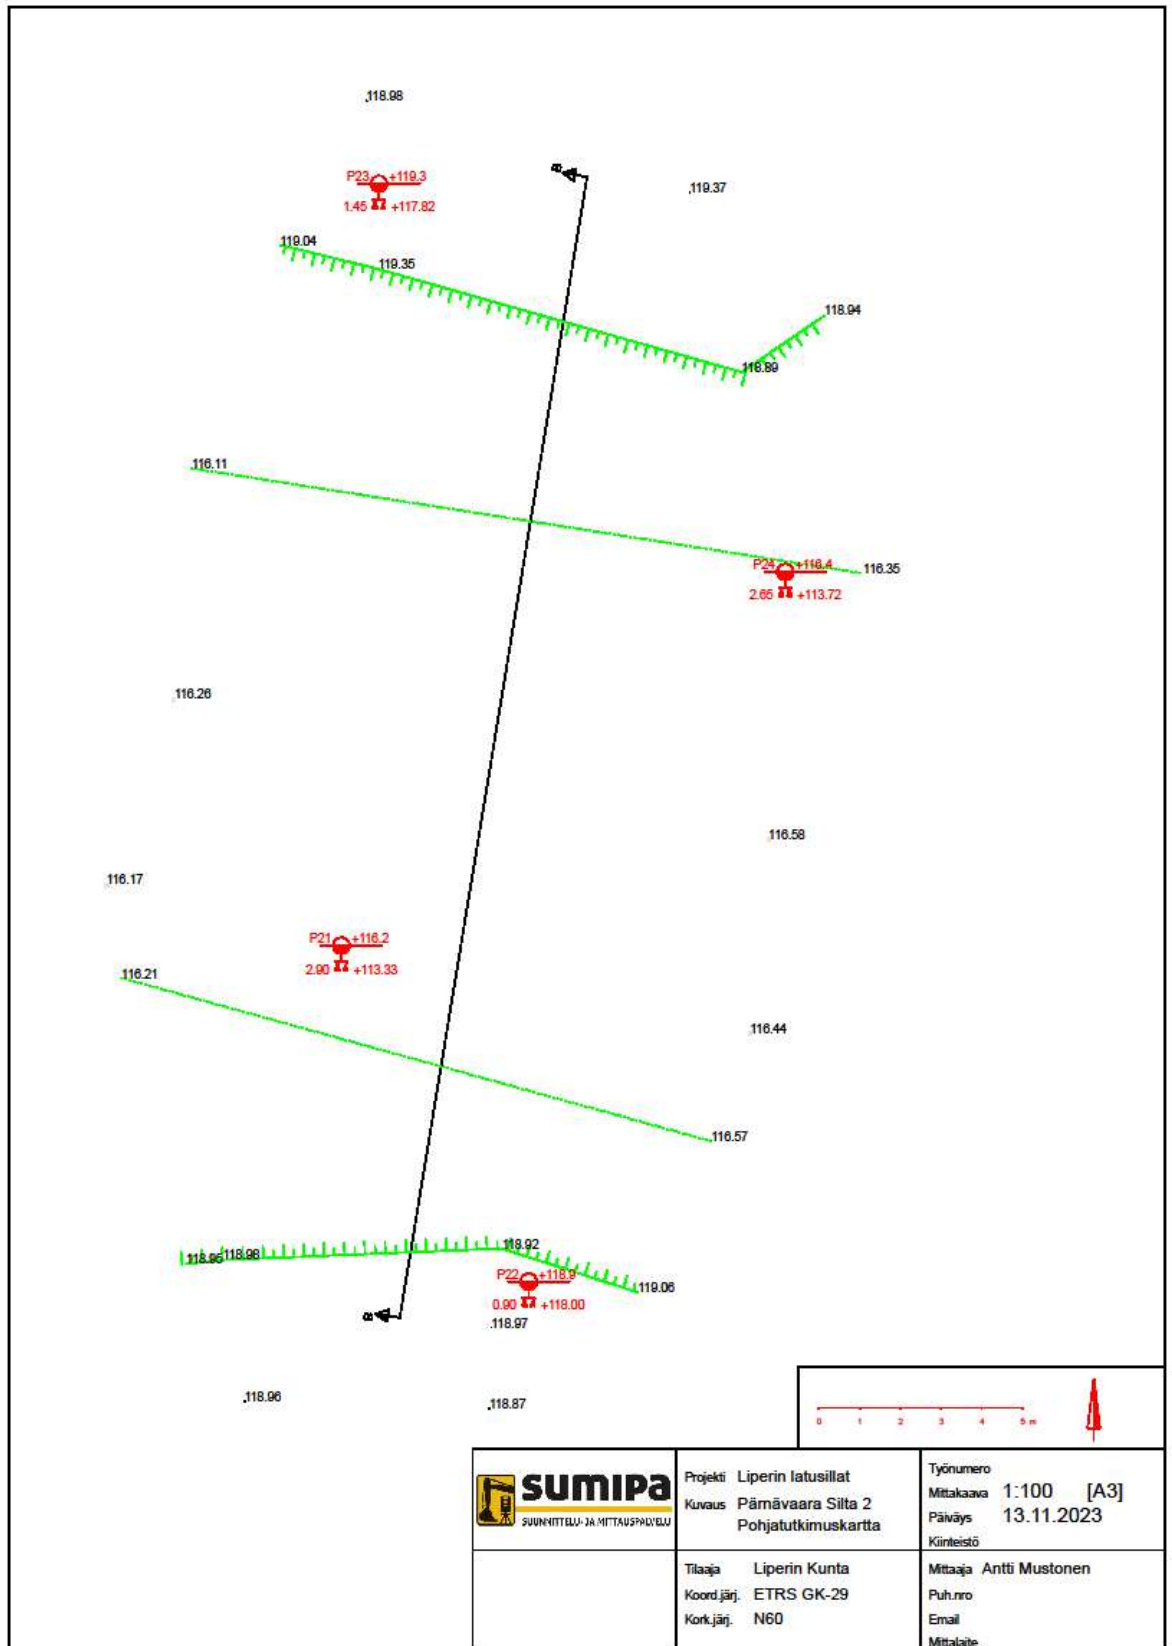 118.98
P23 +119.3
119.37
1.45 +117.82
119.04
119.35
118.94
118.89
116.11
P24 +116.4
116.35
2.65 +113.72
116.26
116.58
116.17
P21 +116.2
2.90 +113.33
116.21
116.44
116.57
118.92
118.95 118.98
P22 +118.9
119.06
0.90 +118.00
118.97
118.96
118.87
0 1 2 3 4 5 m
sumipa
SUUNNITTELU- JA MITTAUSPALVELU
Projekti Liperin latusillat
Kuvaus Pärnävaara Silta 2
Pohjatutkimuskartta
Työnumero
Mittakaava 1:100 [A3]
Päiväys 13.11.2023
Kiinteistö
Tilaaja Liperin Kunta
Koord.järj. ETRS GK-29
Kork.järj. N60
Mittaaja Antti Mustonen
Puh.nro
Email
Mittalaite